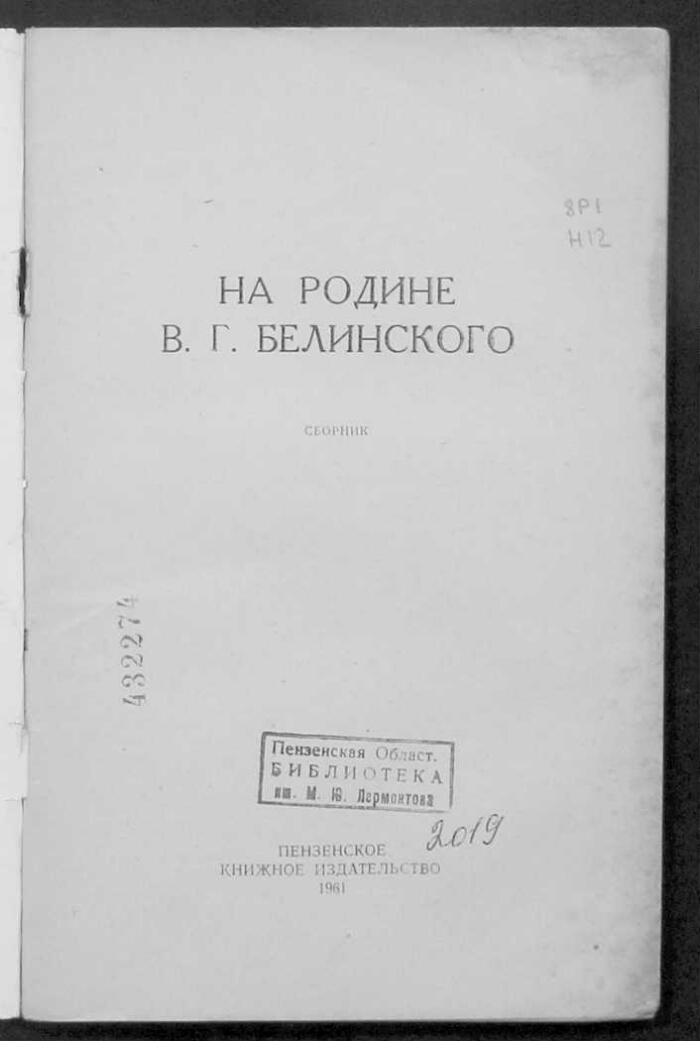 8Р1
Н12
НА РОДИНЕ
В. Г. БЕЛИНСКОГО
СБОРНИК
432274
Пензенская Област.
БИБЛИОТЕКА
им. М. Ю. Лермонтова
2019
ПЕНЗЕНСКОЕ
КНИЖНОЕ ИЗДАТЕЛЬСТВО
1961